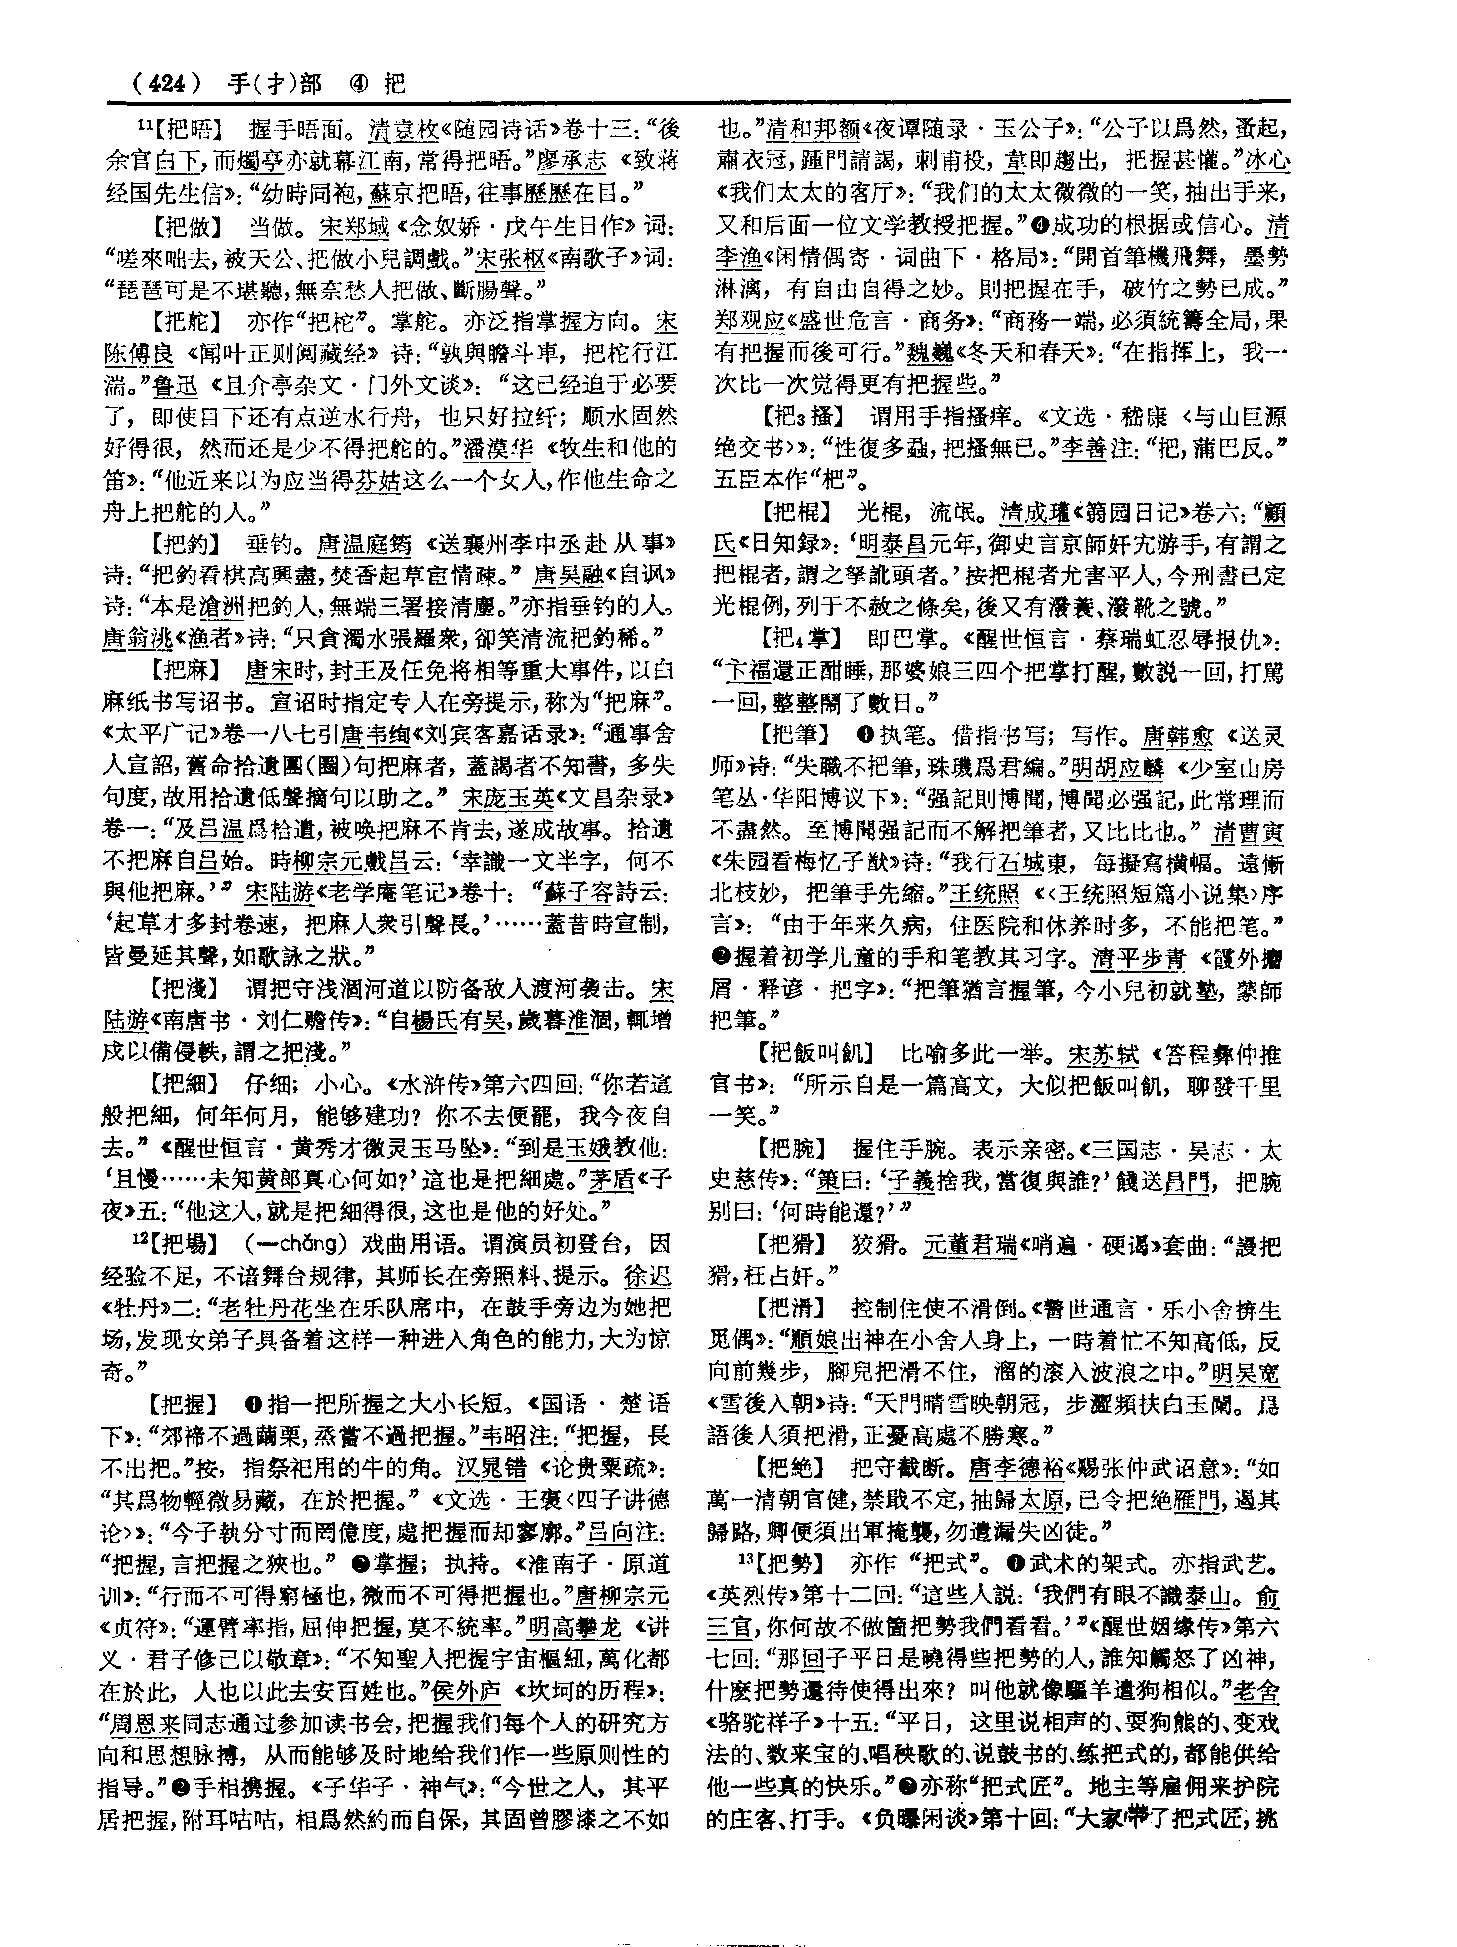 （424） 手(扌)部 ④ 把
11【把晤】 握手晤面。清袁枚《随园诗话》卷十三：“後
余官白下，而燭亭亦就幕江南，常得把晤。”廖承志《致蒋
经国先生信》：“幼時同袍，蘇京把晤，往事歷歷在目。”
【把做】 当做。宋郑域《念奴娇·戊午生日作》词：
“嗟來咄去，被天公、把做小兒調戲。”宋张枢《南歌子》词：
“琵琶可是不堪聽，無奈愁人把做、斷腸聲。”
【把舵】 亦作“把柁”。掌舵。亦泛指掌握方向。宋
陈傅良《闻叶正则阅藏经》诗：“孰與瞻斗車，把柁行江
湍。”鲁迅《且介亭杂文·门外文谈》：“这已经迫于必要
了，即使目下还有点逆水行舟，也只好拉纤；顺水固然
好得很，然而还是少不得把舵的。”潘漠华《牧生和他的
笛》：“他近来以为应当得芬姑这么一个女人，作他生命之
舟上把舵的人。”
【把釣】 垂钓。唐温庭筠《送襄州李中丞赴从事》
诗：“把釣看棋高興盡，焚香起草宦情疎。”唐吴融《自讽》
诗：“本是滄洲把釣人，無端三署接清塵。”亦指垂钓的人。
唐翁洮《渔者》诗：“只貪濁水張羅衆，卻笑清流把釣稀。”
【把麻】 唐宋时，封王及任免将相等重大事件，以白
麻纸书写诏书。宣诏时指定专人在旁提示，称为“把麻”。
《太平广记》卷一八七引唐韦绚《刘宾客嘉话录》：“通事舍
人宣詔，舊命拾遺團(圈)句把麻者，蓋謁者不知書，多失
句度，故用拾遺低聲摘句以助之。”宋庞玉英《文昌杂录》
卷一：“及吕温爲拾遺，被唤把麻不肯去，遂成故事。拾遺
不把麻自吕始。時柳宗元戲吕云：‘幸識一文半字，何不
與他把麻。’”宋陆游《老学庵笔记》卷十：“蘇子容詩云：
‘起草才多封卷速，把麻人衆引聲長。’……蓋昔時宣制，
皆曼延其聲，如歌詠之狀。”
【把淺】 谓把守浅涸河道以防备敌人渡河袭击。宋
陆游《南唐书·刘仁赡传》：“自楊氏有吴，歲暮淮涸，輒增
戍以備侵軼，謂之把淺。”
【把細】 仔细；小心。《水浒传》第六四回：“你若這
般把細，何年何月，能够建功？你不去便罷，我今夜自
去。”《醒世恒言·黄秀才徼灵玉马坠》：“到是玉娥教他：
‘且慢……未知黄郎真心何如？’這也是把細處。”茅盾《子
夜》五：“他这人，就是把细得很，这也是他的好处。”
12【把場】（—chǎng）戏曲用语。谓演员初登台，因
经验不足，不谙舞台规律，其师长在旁照料、提示。徐迟
《牡丹》二：“老牡丹花坐在乐队席中，在鼓手旁边为她把
场，发现女弟子具备着这样一种进入角色的能力，大为惊
奇。”
【把握】 ❶指一把所握之大小长短。《国语·楚语
下》：“郊禘不過繭栗，烝嘗不過把握。”韦昭注：“把握，長
不出把。”按，指祭祀用的牛的角。汉晁错《论贵粟疏》：
“其爲物輕微易藏，在於把握。”《文选·王褒〈四子讲德
论〉》：“今子執分寸而罔億度，處把握而却寥廓。”吕向注：
“把握，言把握之狹也。”❷掌握；执持。《淮南子·原道
训》：“行而不可得窮極也，微而不可得把握也。”唐柳宗元
《贞符》：“運臂率指，屈伸把握，莫不統率。”明高攀龙《讲
义·君子修己以敬章》：“不知聖人把握宇宙樞紐，萬化都
在於此，人也以此去安百姓也。”侯外庐《坎坷的历程》：
“周恩来同志通过参加读书会，把握我们每个人的研究方
向和思想脉搏，从而能够及时地给我们作一些原则性的
指导。”❸手相携握。《子华子·神气》：“今世之人，其平
居把握，附耳呫呫，相爲然約而自保，其固曾膠漆之不如
也。”清和邦额《夜谭随录·玉公子》：“公子以爲然，蚤起，
肅衣冠，踵門請謁，刺甫投，韋即趨出，把握甚懽。”冰心
《我们太太的客厅》：“我们的太太微微的一笑，抽出手来，
又和后面一位文学教授把握。”❹成功的根据或信心。清
李渔《闲情偶寄·词曲下·格局》：“開首筆機飛舞，墨勢
淋漓，有自由自得之妙。則把握在手，破竹之勢已成。”
郑观应《盛世危言·商务》：“商務一端，必須統籌全局，果
有把握而後可行。”魏巍《冬天和春天》：“在指挥上，我一
次比一次觉得更有把握些。”
【把3搔】 谓用手指搔痒。《文选·嵇康〈与山巨源
绝交书〉》：“性復多蝨，把搔無已。”李善注：“把，蒲巴反。”
五臣本作“杷”。
【把棍】 光棍，流氓。清成瓘《篛园日记》卷六：“顧
氏《日知録》：‘明泰昌元年，御史言京師奸宄游手，有謂之
把棍者，謂之拏訛頭者。’按把棍者尤害平人，今刑書已定
光棍例，列于不赦之條矣，後又有潑養、潑靴之號。”
【把4掌】 即巴掌。《醒世恒言·蔡瑞虹忍辱报仇》：
“卞福還正酣睡，那婆娘三四个把掌打醒，數説一回，打駡
一回，整整鬧了數日。”
【把筆】 ❶执笔。借指书写；写作。唐韩愈《送灵
师》诗：“失職不把筆，珠璣爲君編。”明胡应麟《少室山房
笔丛·华阳博议下》：“强記則博聞，博聞必强記，此常理而
不盡然。至博聞强記而不解把筆者，又比比也。”清曹寅
《朱园看梅忆子猷》诗：“我行石城東，每擬寫横幅。遠慚
北枝妙，把筆手先縮。”王统照《〈王统照短篇小说集〉序
言》：“由于年来久病，住医院和休养时多，不能把笔。”
❷握着初学儿童的手和笔教其习字。清平步青《霞外攟
屑·释谚·把字》：“把筆猶言握筆，今小兒初就塾，蒙師
把筆。”
【把飯叫飢】 比喻多此一举。宋苏轼《答程彝仲推
官书》：“所示自是一篇高文，大似把飯叫飢，聊發千里
一笑。”
【把腕】 握住手腕。表示亲密。《三国志·吴志·太
史慈传》：“策曰：‘子義捨我，當復與誰？’餞送昌門，把腕
别曰：‘何時能還？’”
【把猾】 狡猾。元董君瑞《哨遍·硬谒》套曲：“謾把
猾，枉占奸。”
【把滑】 控制住使不滑倒。《警世通言·乐小舍拚生
觅偶》：“順娘出神在小舍人身上，一時着忙不知高低，反
向前幾步，脚兒把滑不住，溜的滚入波浪之中。”明吴宽
《雪後入朝》诗：“天門晴雪映朝冠，步澀頻扶白玉闌。爲
語後人須把滑，正憂高處不勝寒。”
【把絶】 把守截断。唐李德裕《赐张仲武诏意》：“如
萬一清朝官健，禁戢不定，抽歸太原，已令把絶雁門，遏其
歸路，卿便須出軍掩襲，勿遺漏失凶徒。”
13【把勢】 亦作“把式”。❶武术的架式。亦指武艺。
《英烈传》第十二回：“這些人説：‘我們有眼不識泰山。俞
三官，你何故不做箇把勢我們看看。’”《醒世姻缘传》第六
七回：“那回子平日是曉得些把勢的人，誰知觸怒了凶神，
什麽把勢還待使得出來？叫他就像驅羊遣狗相似。”老舍
《骆驼祥子》十五：“平日，这里说相声的、耍狗熊的、变戏
法的、数来宝的、唱秧歌的、说鼓书的、练把式的，都能供给
他一些真的快乐。”❷亦称“把式匠”。地主等雇佣来护院
的庄客、打手。《负曝闲谈》第十回：“大家帶了把式匠，挑